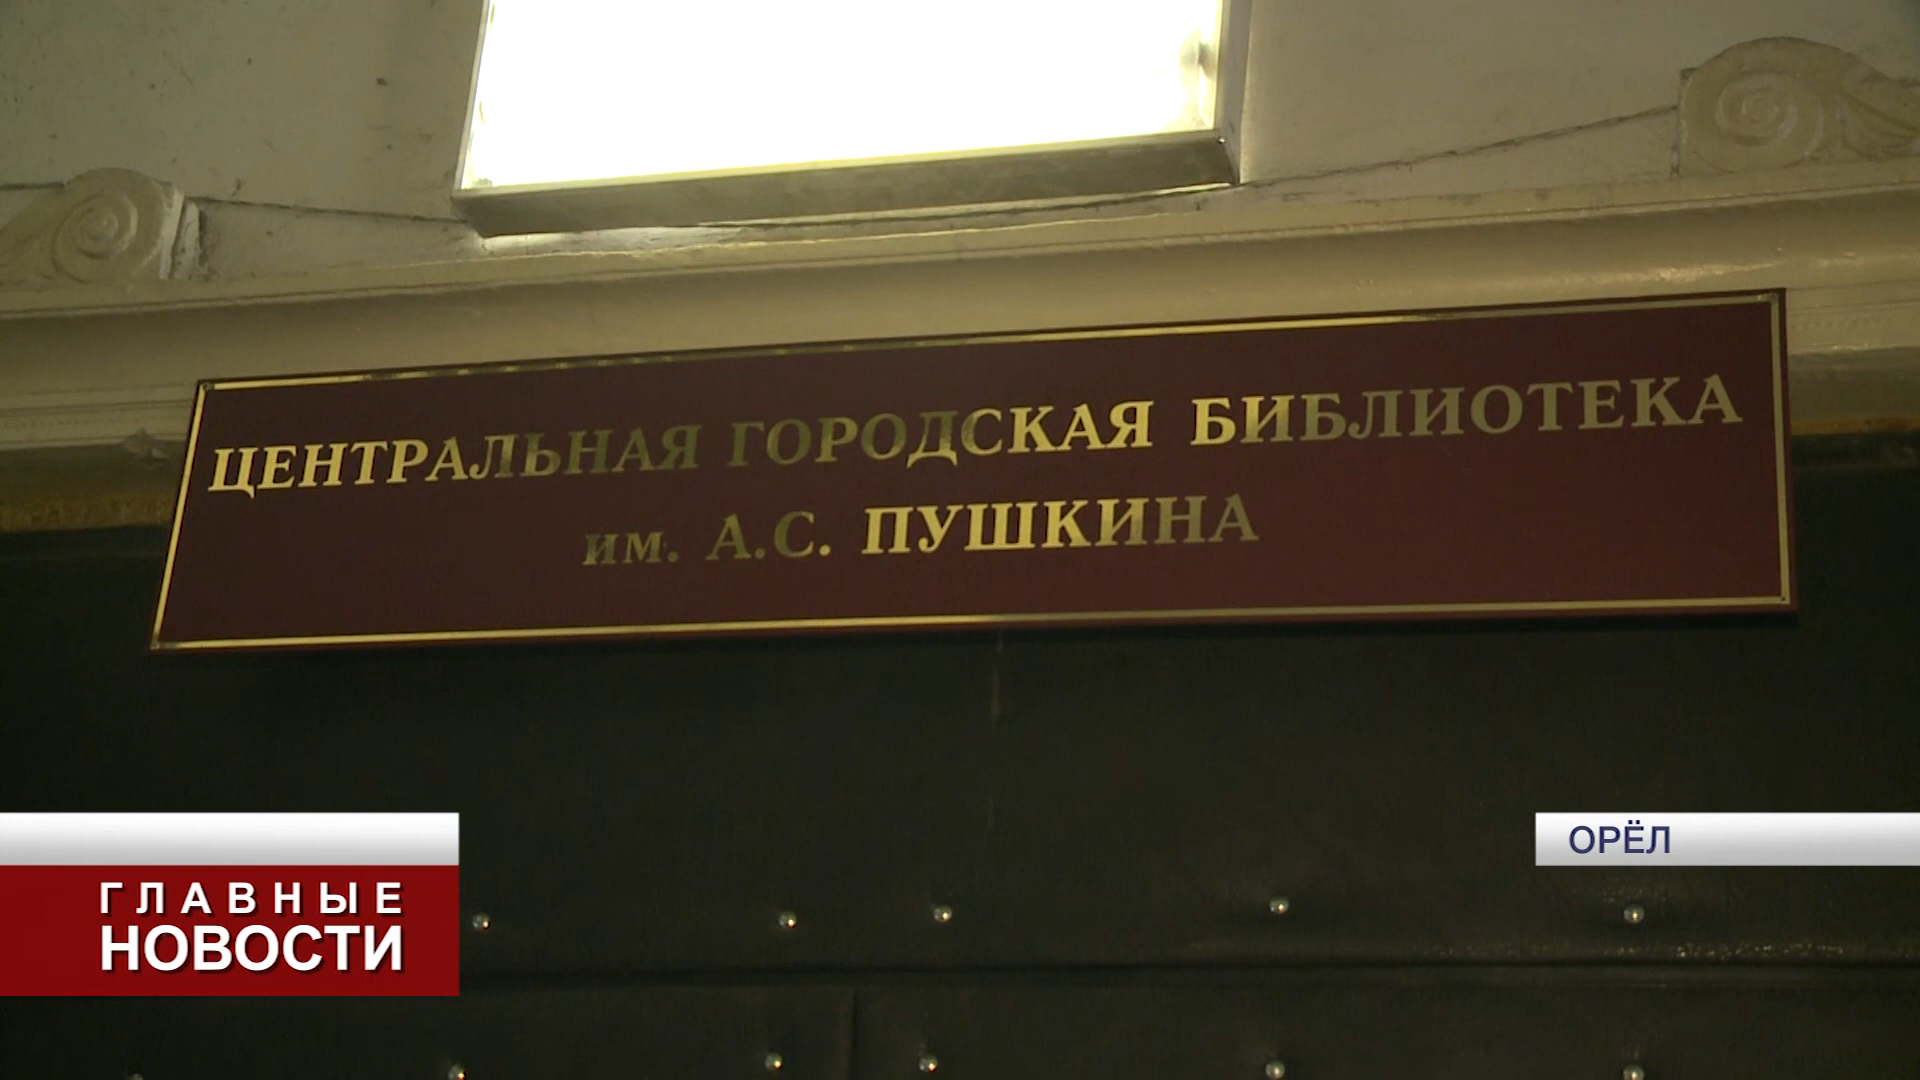 ЦЕНТРАЛЬНАЯ ГОРОДСКАЯ БИБЛИОТЕКА
им. А.С. ПУШКИНА
ОРЁЛ
ГЛАВНЫЕ
НОВОСТИ